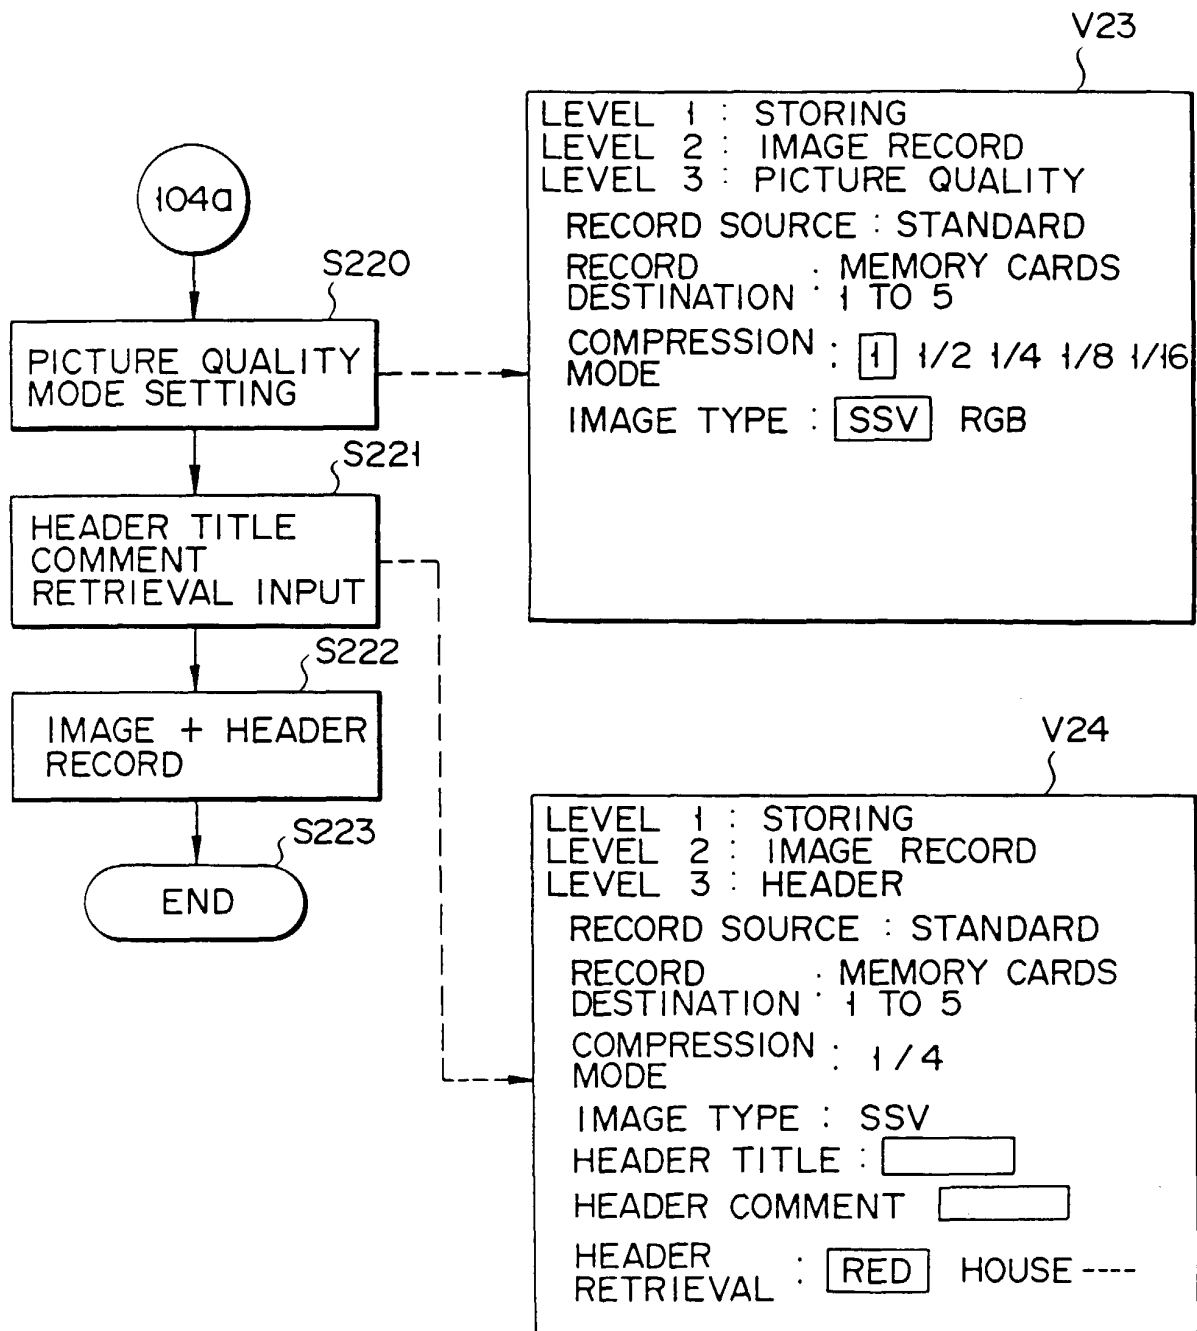 104a
S220
PICTURE QUALITY
MODE SETTING
S221
HEADER TITLE
COMMENT
RETRIEVAL INPUT
S222
IMAGE + HEADER
RECORD
S223
END
V23
LEVEL 1 : STORING
LEVEL 2 : IMAGE RECORD
LEVEL 3 : PICTURE QUALITY
RECORD SOURCE : STANDARD
RECORD : MEMORY CARDS
DESTINATION : 1 TO 5
COMPRESSION : 1 1/2 1/4 1/8 1/16
MODE
IMAGE TYPE : SSV RGB
V24
LEVEL 1 : STORING
LEVEL 2 : IMAGE RECORD
LEVEL 3 : HEADER
RECORD SOURCE : STANDARD
RECORD : MEMORY CARDS
DESTINATION : 1 TO 5
COMPRESSION : 1 / 4
MODE
IMAGE TYPE : SSV
HEADER TITLE :
HEADER COMMENT
HEADER : RED HOUSE ----
RETRIEVAL